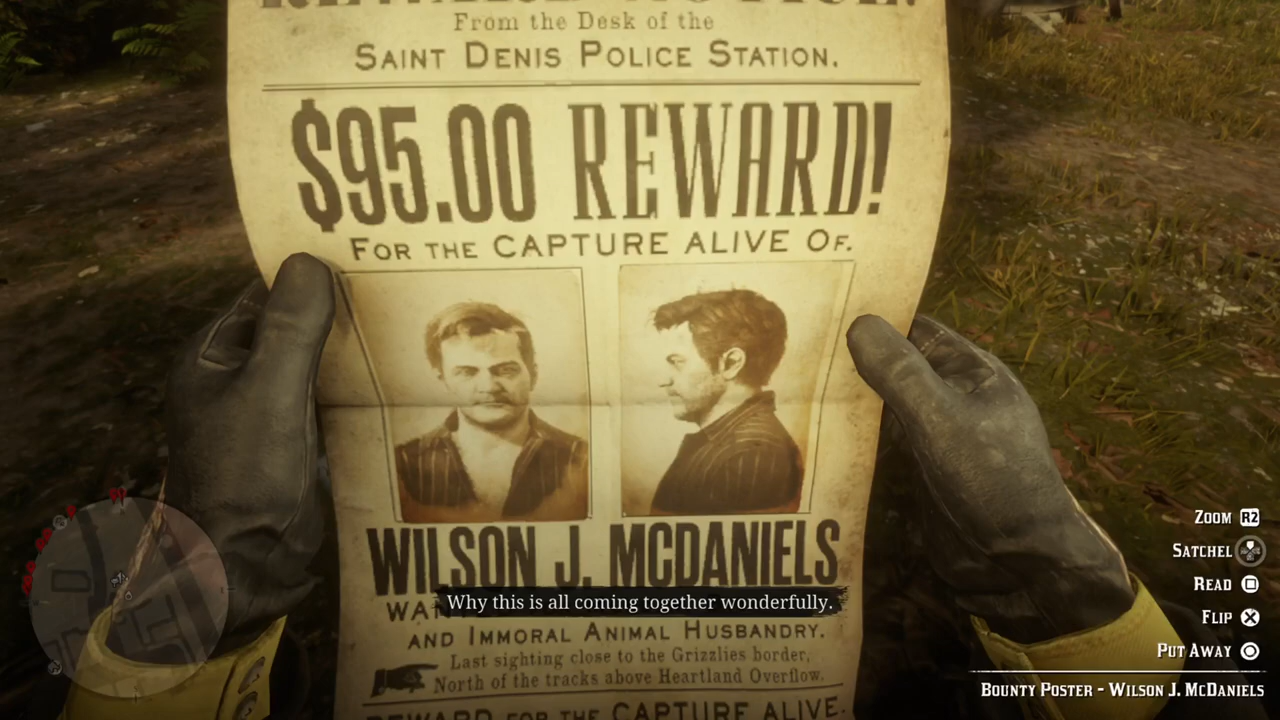 From the Desk of the
SAINT DENIS POLICE STATION.
$95.00 REWARD!
FOR THE CAPTURE ALIVE OF.
WILSON J. MCDANIELS
Why this is all coming together wonderfully.
AND IMMORAL ANIMAL HUSBANDRY.
Last sighting close to the Grizzlies border,
North of the tracks above Heartland Overflow.
REWARD FOR THE CAPTURE ALIVE.
ZOOM R2
SATCHEL
READ
FLIP
PUT AWAY
BOUNTY POSTER - WILSON J. MCDANIELS